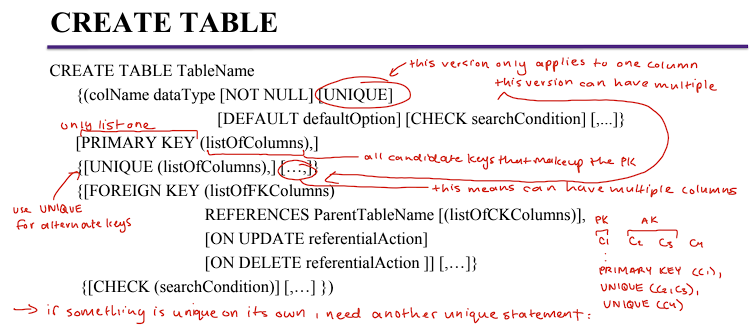 CREATE TABLE
this version only applies to one column
this version can have multiple
CREATE TABLE TableName
{(colName dataType [NOT NULL] [UNIQUE]
[DEFAULT defaultOption] [CHECK searchCondition] [,...]}
only list one
[PRIMARY KEY (listOfColumns),]
all candidate keys that makeup the PK
{[UNIQUE (listOfColumns),] […,]}
this means can have multiple columns
{[FOREIGN KEY (listOfFKColumns)
use UNIQUE
for alternate keys
REFERENCES ParentTableName [(listOfCKColumns)],
[ON UPDATE referentialAction]
[ON DELETE referentialAction ]] [,…]}
{[CHECK (searchCondition)] [,…] })
PK AK
C1 C2 C3 C4
:
PRIMARY KEY (C1),
UNIQUE (C2,C3),
UNIQUE (C4)
→ if something is unique on its own, need another unique statement.